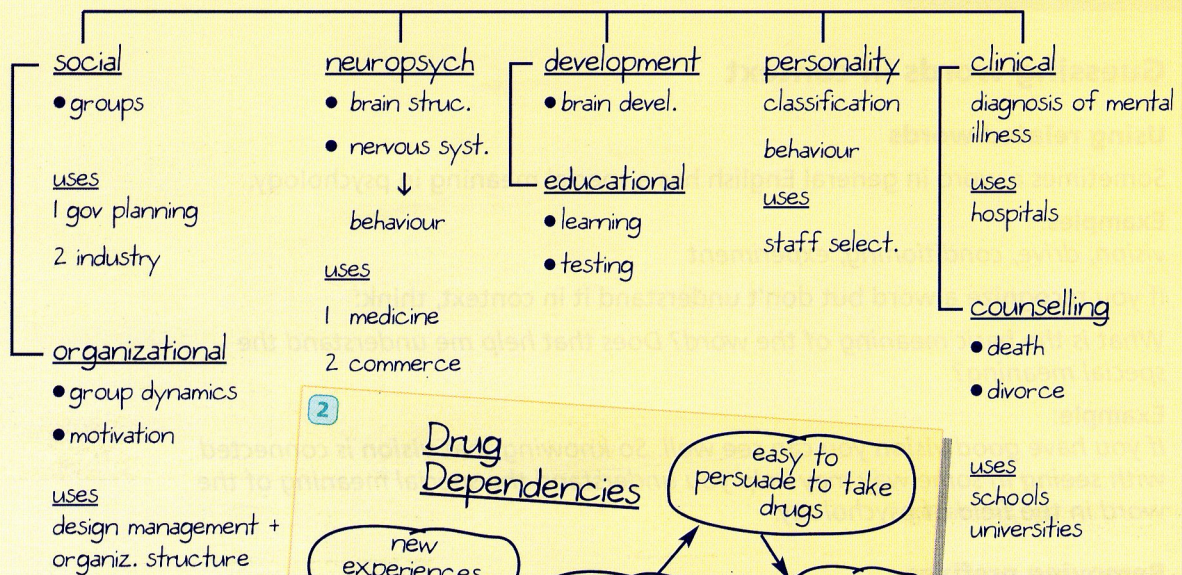 social
• groups
uses
1 gov planning
2 industry
organizational
• group dynamics
• motivation
uses
design management +
organiz. structure
neuropsych
• brain struc.
• nervous syst.
↓
behaviour
uses
1 medicine
2 commerce
development
• brain devel.
educational
• learning
• testing
personality
classification
behaviour
uses
staff select.
clinical
diagnosis of mental
illness
uses
hospitals
counselling
• death
• divorce
uses
schools
universities
2
Drug
Dependencies
easy to
persuade to take
drugs
new
experiences